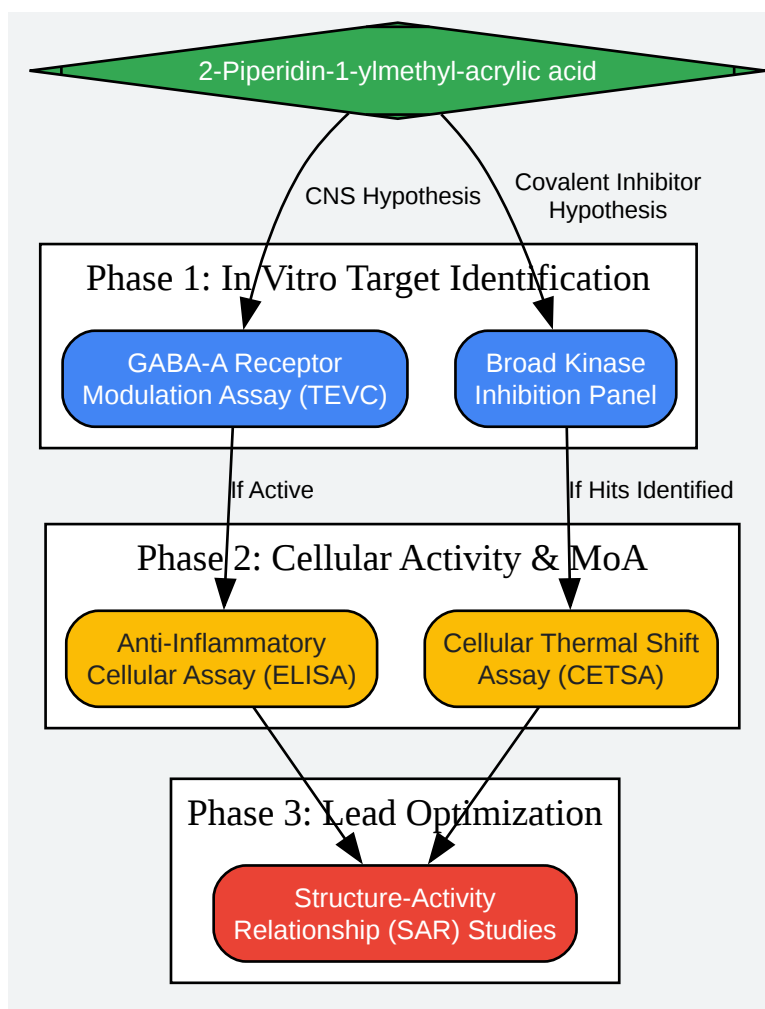 2-Piperidin-1-ylmethyl-acrylic acid
CNS Hypothesis
Covalent Inhibitor
Hypothesis
Phase 1: In Vitro Target Identification
GABA-A Receptor
Modulation Assay (TEVC)
Broad Kinase
Inhibition Panel
If Active
If Hits Identified
Phase 2: Cellular Activity & MoA
Anti-Inflammatory
Cellular Assay (ELISA)
Cellular Thermal Shift
Assay (CETSA)
Phase 3: Lead Optimization
Structure-Activity
Relationship (SAR) Studies